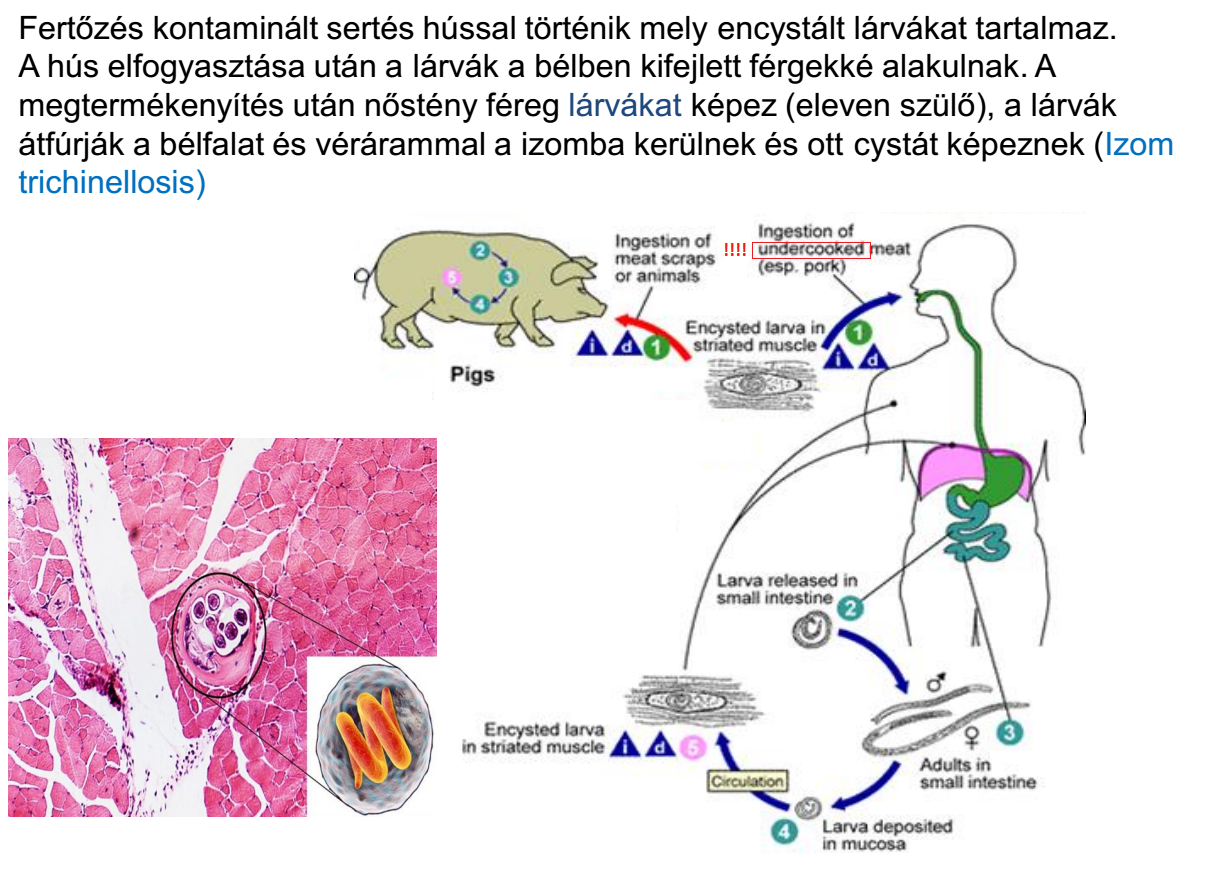 Fertőzés kontaminált sertés hússal történik mely encystált lárvákat tartalmaz.
A hús elfogyasztása után a lárvák a bélben kifejlett férgekké alakulnak. A
megtermékenyítés után nőstény féreg lárvákat képez (eleven szülő), a lárvák
átfúrják a bélfalat és vérárammal a izomba kerülnek és ott cystát képeznek (Izom
trichinellosis)
2
3
4
5
Pigs
Ingestion of
meat scraps
or animals
i d 1
!!!! Ingestion of
undercooked meat
(esp. pork)
Encysted larva in
striated muscle
1
i d
Larva released in
small intestine
2
♂
♀
3
Adults in
small intestine
Encysted larva
in striated muscle
i d 5
Circulation
4
Larva deposited
in mucosa